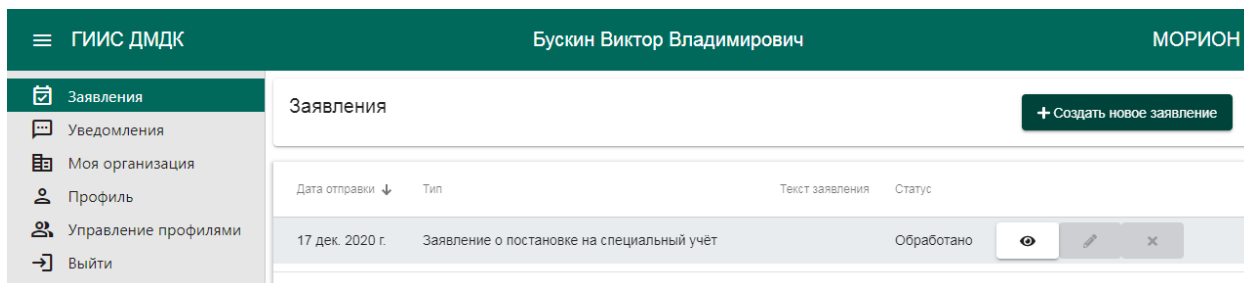 ГИИС ДМДК Бускин Виктор Владимирович МОРИОН
Заявления
Уведомления
Моя организация
Профиль
Управление профилями
Выйти
Заявления + Создать новое заявление
Дата отправки Тип Текст заявления Статус
17 дек. 2020 г. Заявление о постановке на специальный учёт Обработано